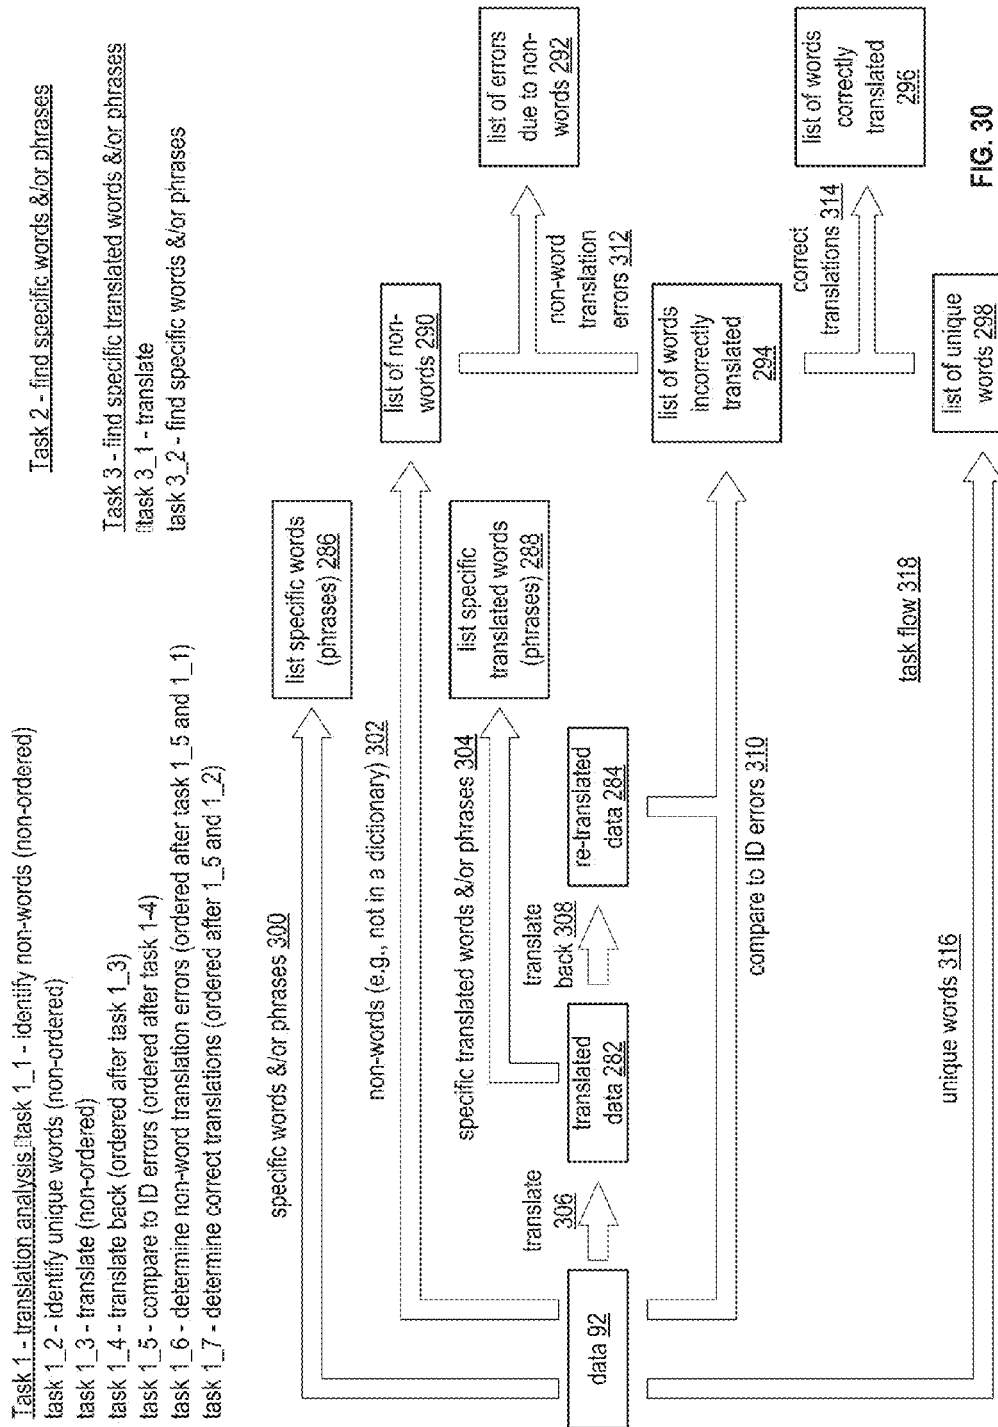 Task 1 - translation analysis task 1_1 - identify non-words (non-ordered)
task 1_2 - identify unique words (non-ordered)
task 1_3 - translate (non-ordered)
task 1_4 - translate back (ordered after task 1_3)
task 1_5 - compare to ID errors (ordered after task 1-4)
task 1_6 - determine non-word translation errors (ordered after task 1_5 and 1_1)
task 1_7 - determine correct translations (ordered after 1_5 and 1_2)
Task 2 - find specific words &/or phrases
Task 3 - find specific translated words &/or phrases
task 3_1 - translate
task 3_2 - find specific words &/or phrases
specific words &/or phrases 300
list specific words
(phrases) 286
non-words (e.g., not in a dictionary) 302
list of non-
words 290
list of errors
due to non-
words 292
specific translated words &/or phrases 304
list specific
translated words
(phrases) 288
non-word
translation
errors 312
data 92
translate
306
translated
data 282
translate
back 308
re-translated
data 284
compare to ID errors 310
list of words
incorrectly
translated
294
correct
translations 314
list of words
correctly
translated
296
task flow 318
unique words 316
list of unique
words 298
FIG. 30